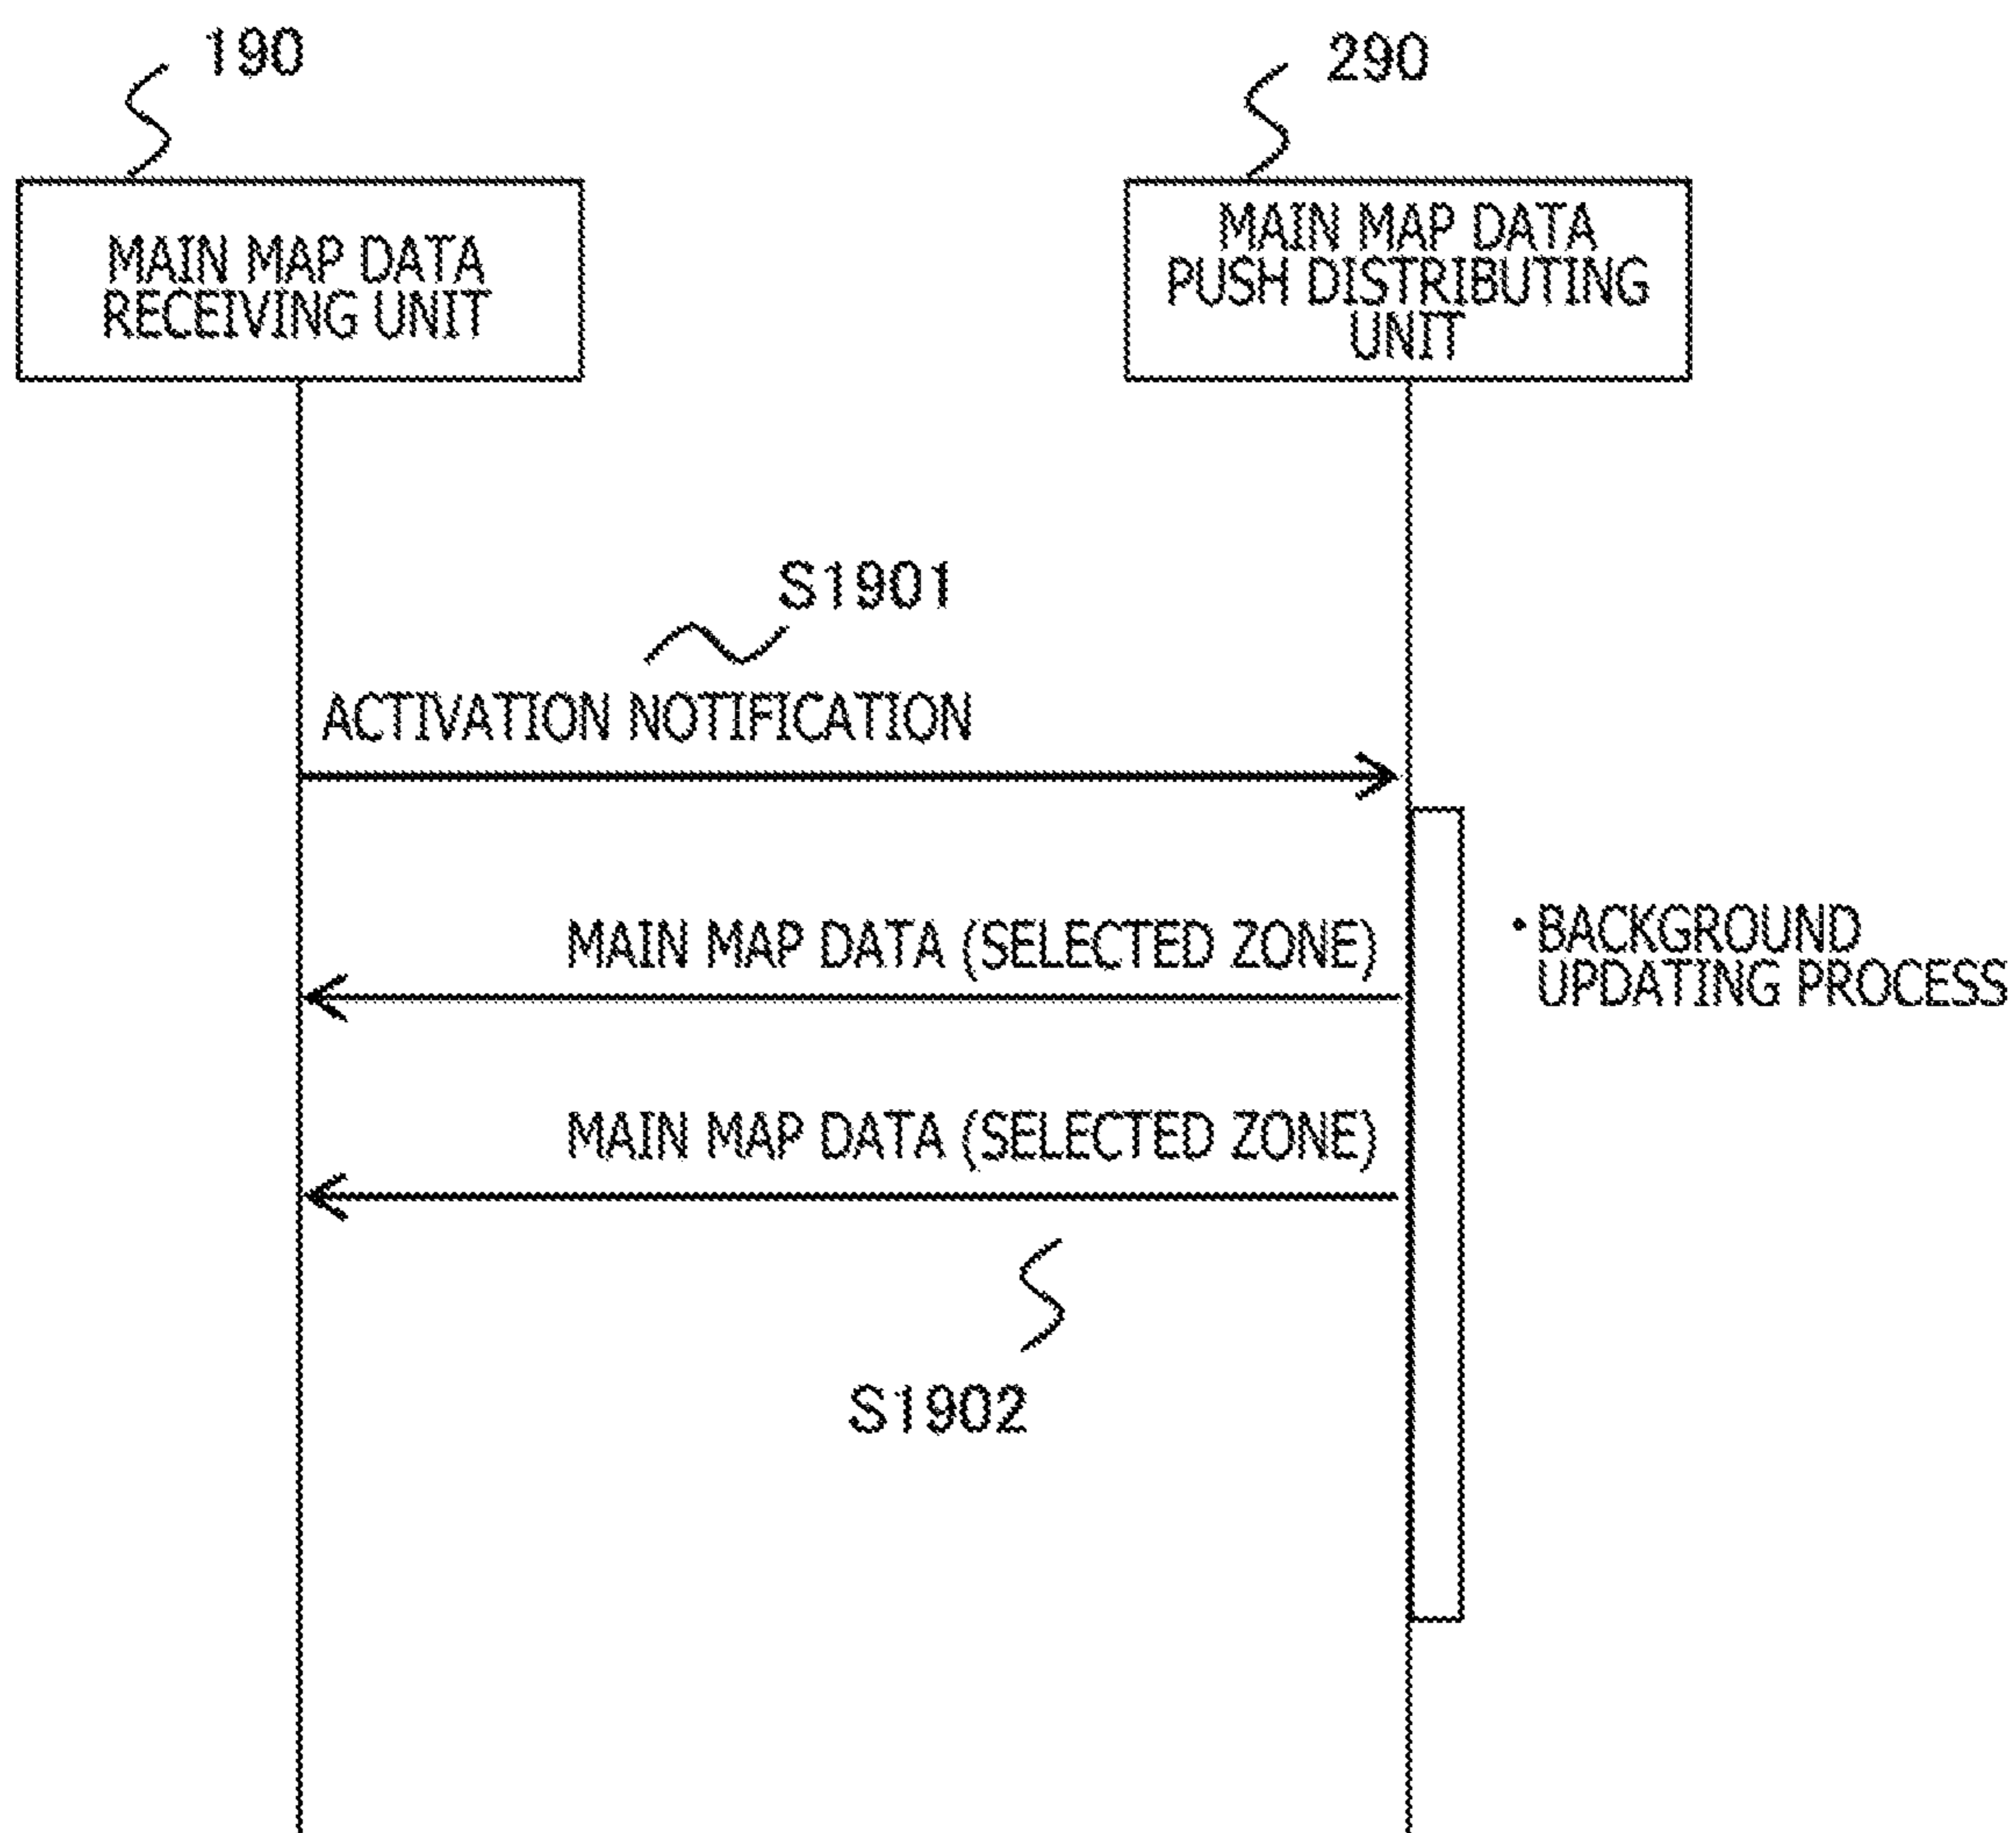 190
290
MAIN MAP DATA
RECEIVING UNIT
MAIN MAP DATA
PUSH DISTRIBUTING
UNIT
S1901
ACTIVATION NOTIFICATION
MAIN MAP DATA (SELECTED ZONE)
• BACKGROUND
UPDATING PROCESS
MAIN MAP DATA (SELECTED ZONE)
S1902